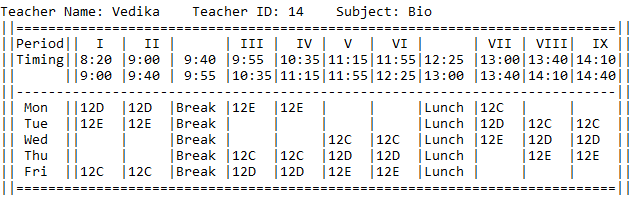 Teacher Name: Vedika    Teacher ID: 14    Subject: Bio
||===========================================================================||
||Period||  I  |  II  |      | III  |  IV  |  V  |  VI  |      | VII  | VIII|  IX  ||
||Timing||8:20 |9:00  | 9:40 |9:55  |10:35|11:15|11:55|12:25 |13:00|13:40|14:10||
||      ||9:00 |9:40  | 9:55 |10:35|11:15|11:55|12:25|13:00 |13:40|14:10|14:40||
||---------------------------------------------------------------------------||
|| Mon  ||12D  |12D  |Break |12E  |12E  |     |     |Lunch |12C  |     |     ||
|| Tue  ||12E  |12E  |Break |     |     |     |     |Lunch |12D  |12C  |12C  ||
|| Wed  ||     |     |Break |     |     |12C  |12C  |Lunch |12E  |12D  |12D  ||
|| Thu  ||     |     |Break |12C  |12C  |12D  |12D  |Lunch |     |12E  |12E  ||
|| Fri  ||12C  |12C  |Break |12D  |12D  |12E  |12E  |Lunch |     |     |     ||
||===========================================================================||